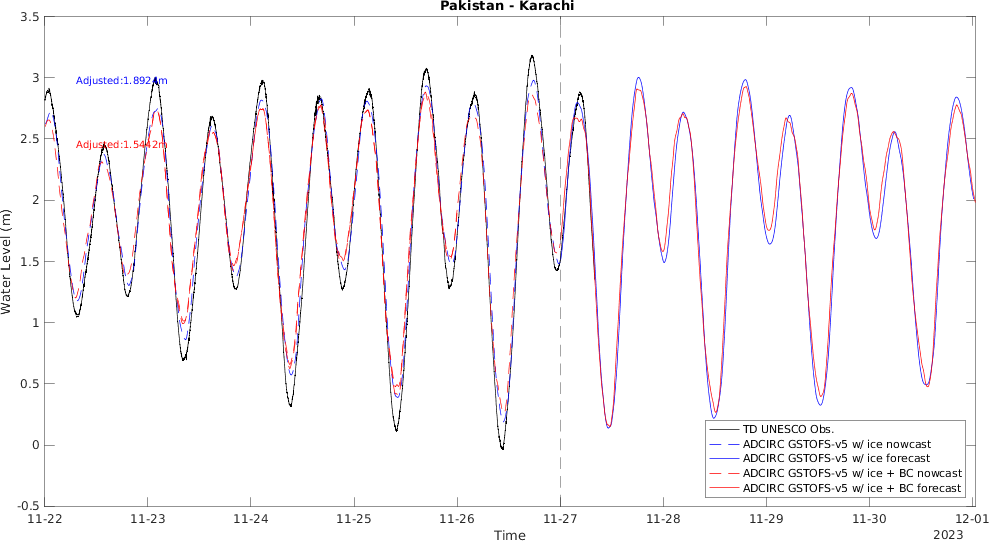 Pakistan - Karachi
3.5
3
2.5
2
1.5
1
0.5
0
-0.5
Water Level (m)
Adjusted:1.8924m
Adjusted:1.5442m
TD UNESCO Obs.
ADCIRC GSTOFS-v5 w/ ice nowcast
ADCIRC GSTOFS-v5 w/ ice forecast
ADCIRC GSTOFS-v5 w/ ice + BC nowcast
ADCIRC GSTOFS-v5 w/ ice + BC forecast
11-22 11-23 11-24 11-25 11-26 11-27 11-28 11-29 11-30 12-01
Time
2023